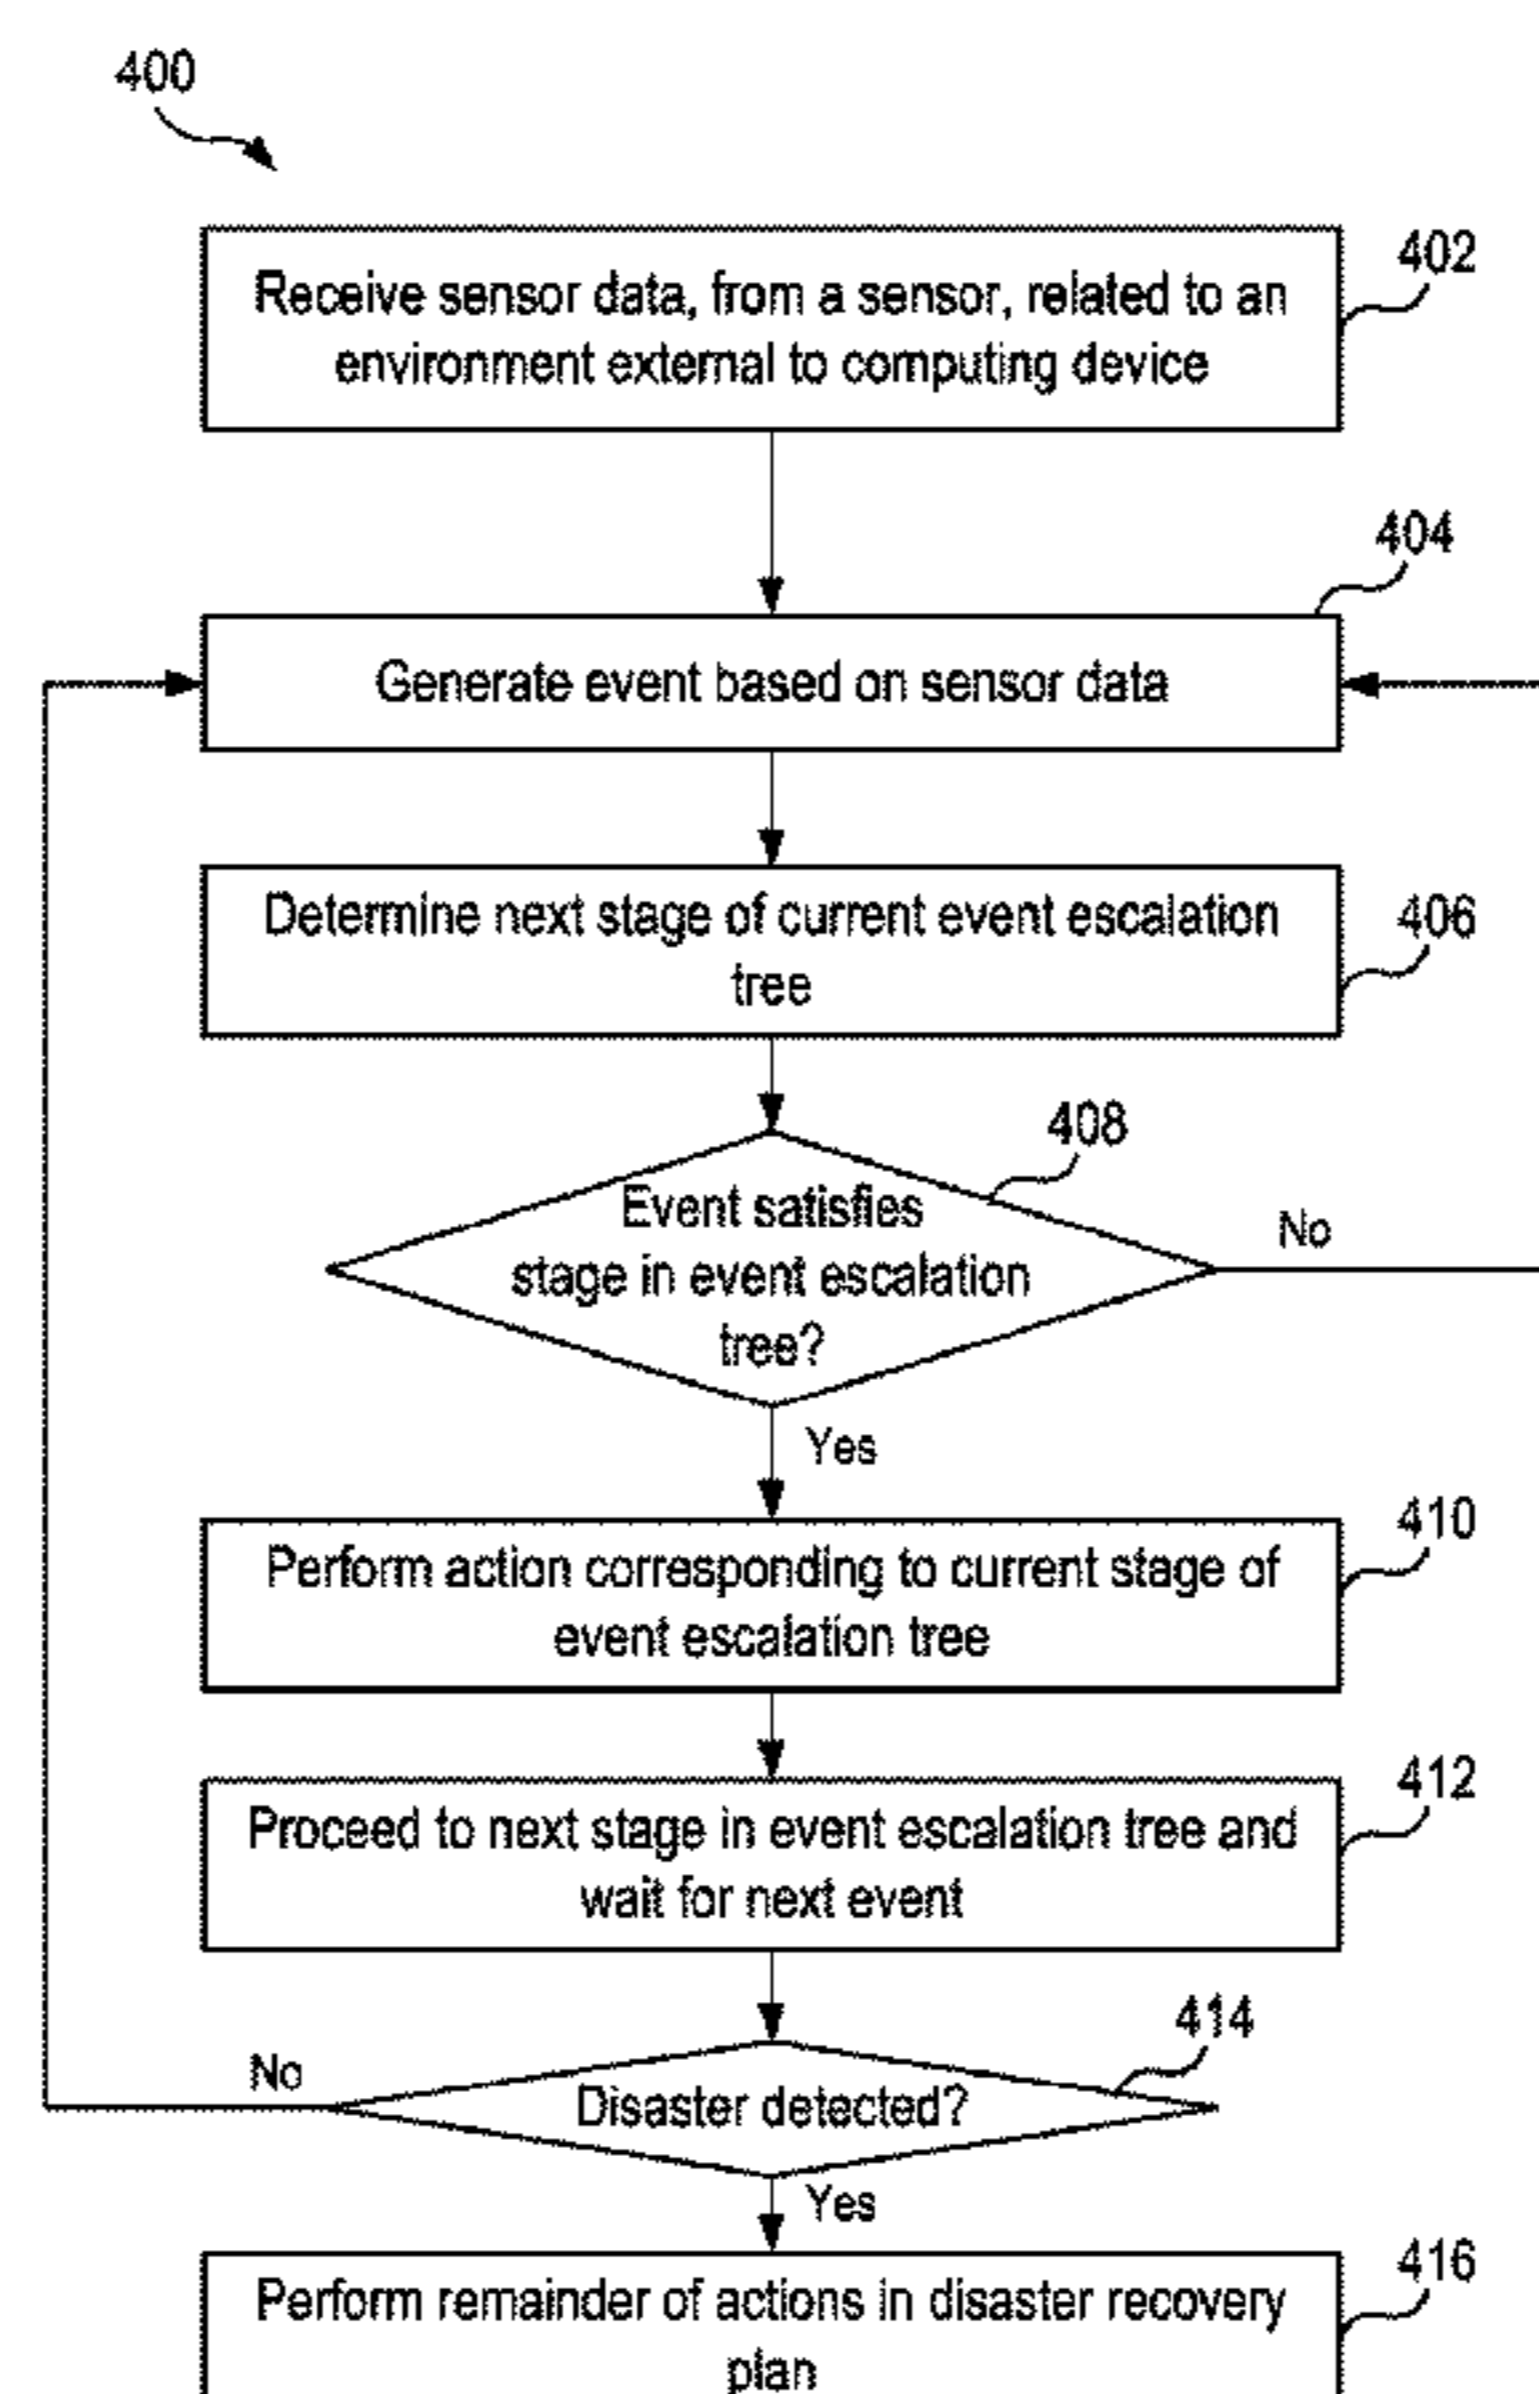 400
402
Receive sensor data, from a sensor, related to an
environment external to computing device
404
Generate event based on sensor data
Determine next stage of current event escalation
tree
406
408
Event satisfies
stage in event escalation
tree?
No
Yes
410
Perform action corresponding to current stage of
event escalation tree
412
Proceed to next stage in event escalation tree and
wait for next event
414
No
Disaster detected?
Yes
416
Perform remainder of actions in disaster recovery
plan